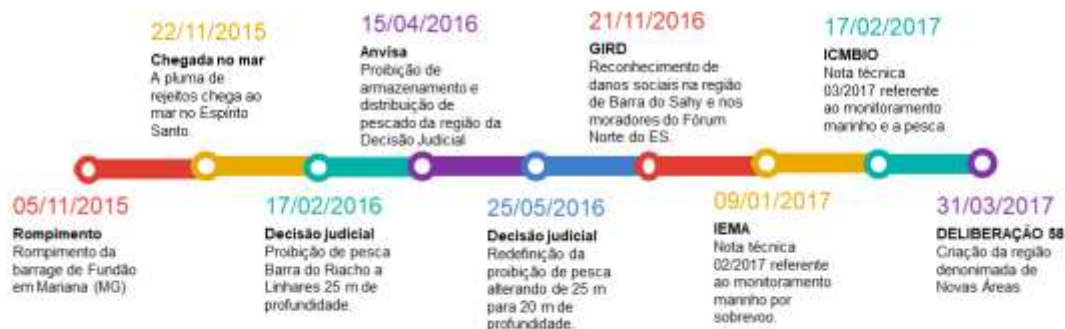 22/11/2015
Chegada no mar
A pluma de
rejeitos chega ao
mar no Espírito
Santo.
15/04/2016
Anvisa
Proibição de
armazenamento e
distribuição de
pescado da região da
Decisão Judicial
21/11/2016
GIRD
Reconhecimento de
danos sociais na região
de Barra do Sahy e nos
moradores do Fórum
Norte do ES.
17/02/2017
ICMBIO
Nota técnica
03/2017 referente
ao monitoramento
marinho e a pesca
05/11/2015
Rompimento
Rompimento da
barrage de Fundão
em Mariana (MG)
17/02/2016
Decisão judicial
Proibição de pesca
Barra do Riacho a
Linhares 25 m de
profundidade.
25/05/2016
Decisão judicial
Redefinição da
proibição de pesca
alterando de 25 m
para 20 m de
profundidade.
09/01/2017
IEMA
Nota técnica
02/2017 referente
ao monitoramento
marinho por
sobrevoo.
31/03/2017
DELIBERAÇÃO 58
Criação da região
denonimada de
Novas Áreas